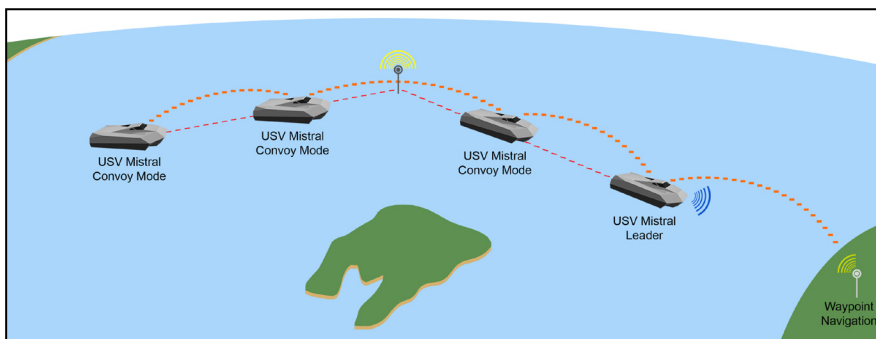 USV Mistral
Convoy Mode
USV Mistral
Convoy Mode
USV Mistral
Convoy Mode
USV Mistral
Leader
Waypoint
Navigation